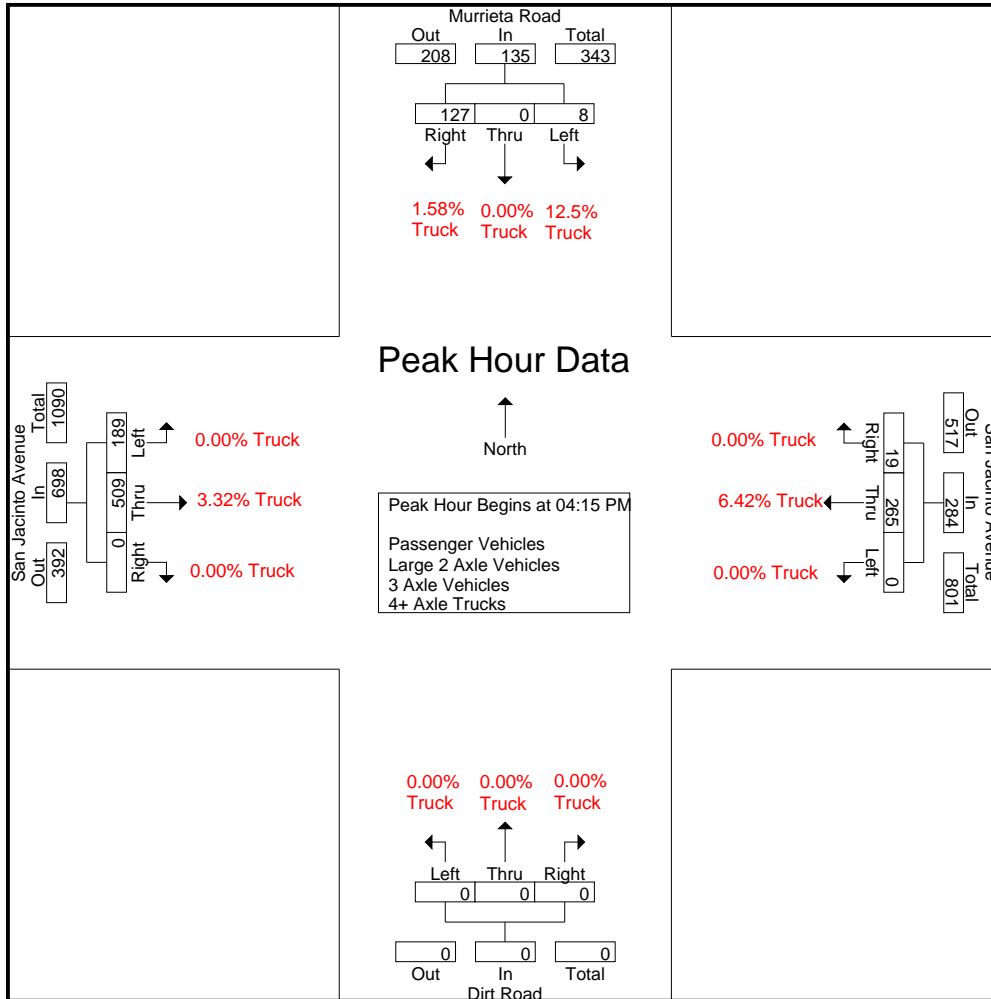 Murrieta Road
Out In Total
208 135 343
127 0 8
Right Thru Left
1.58% Truck
0.00% Truck
12.5% Truck
Peak Hour Data
North
Peak Hour Begins at 04:15 PM
Passenger Vehicles
Large 2 Axle Vehicles
3 Axle Vehicles
4+ Axle Trucks
San Jacinto Avenue
Total In Out
1090 698 392
189 509 0
Left Thru Right
0.00% Truck
3.32% Truck
0.00% Truck
0.00% Truck
6.42% Truck
0.00% Truck
Right Thru Left
19 265 0
Out In Total
517 284 801
San Jacinto Avenue
0.00% Truck
0.00% Truck
0.00% Truck
Left Thru Right
0 0 0
0 0 0
Out In Total
Dirt Road